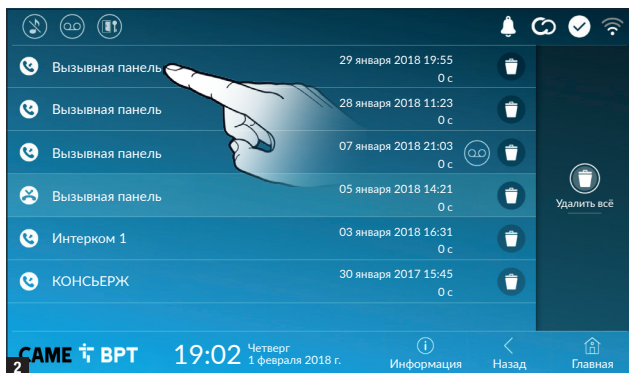 Вызывная панель
29 января 2018 19:55
0 с
Вызывная панель
28 января 2018 11:23
0 с
Вызывная панель
07 января 2018 21:03
0 с
Вызывная панель
05 января 2018 14:21
0 с
Удалить всё
Интерком 1
03 января 2018 16:31
0 с
КОНСЬЕРЖ
30 января 2017 15:45
0 с
2
CAME BPT
19:02
Четверг
1 февраля 2018 г.
Информация
Назад
Главная